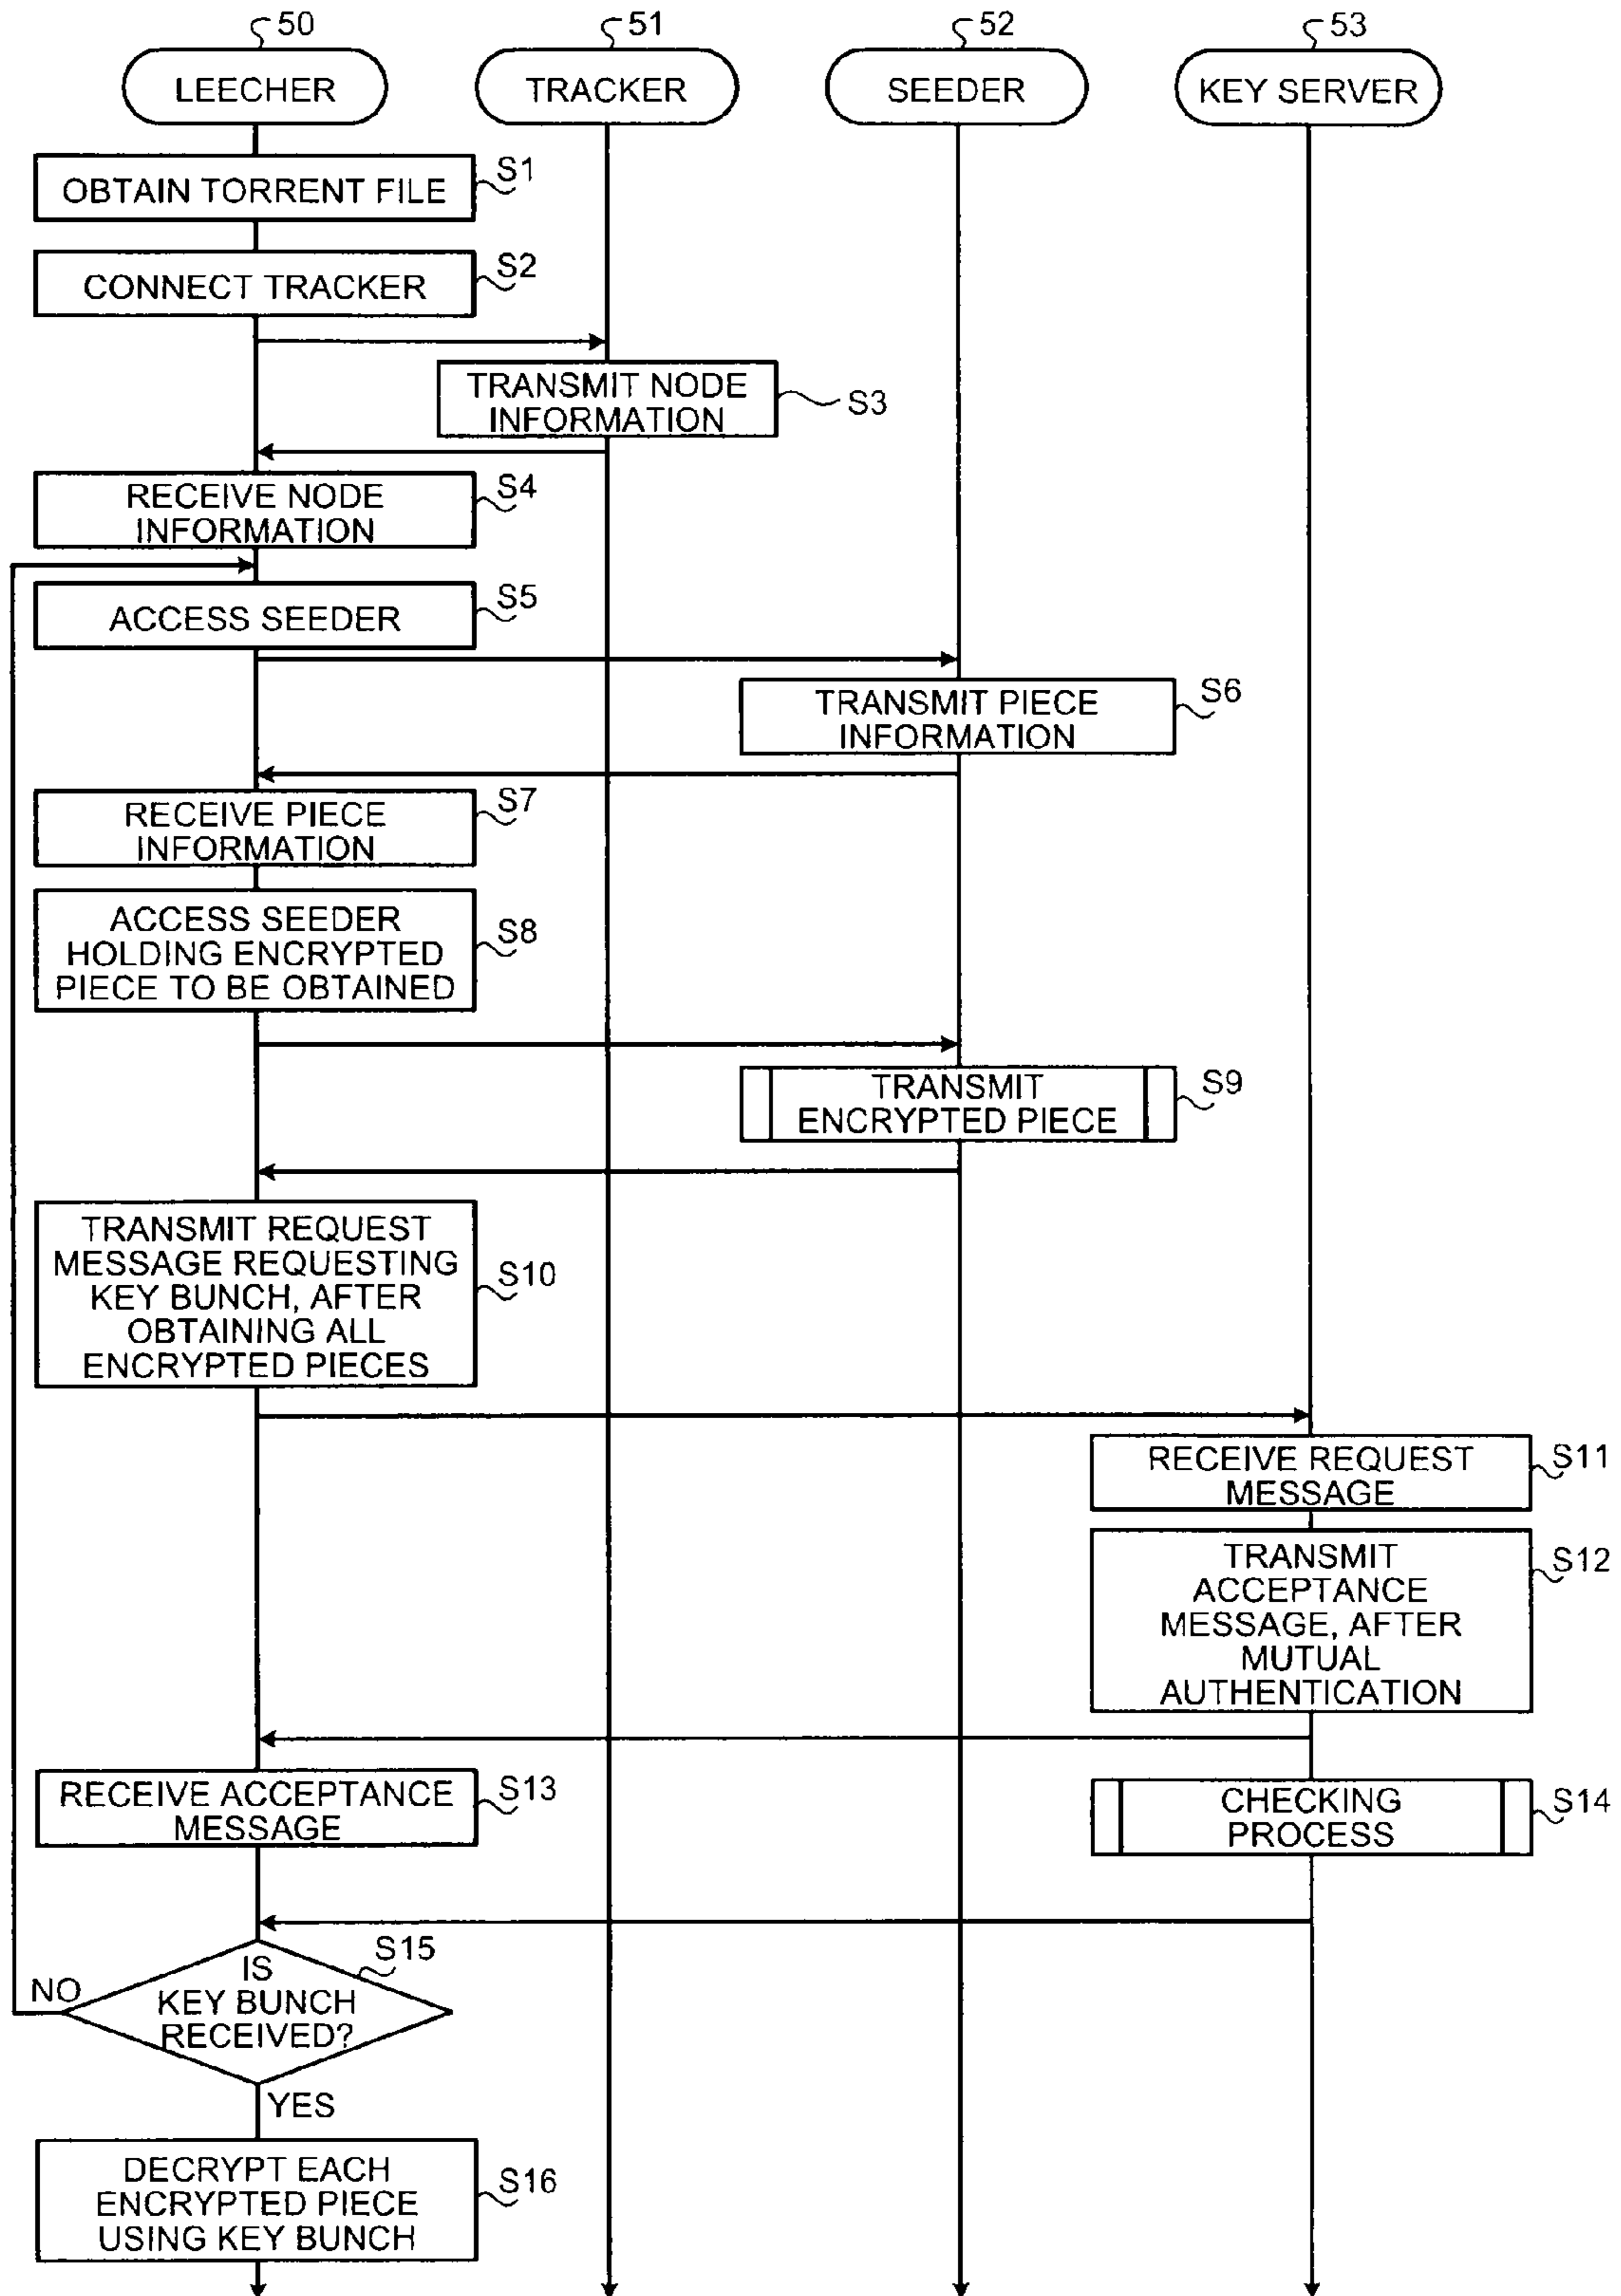 50
51
52
53
LEECHER
TRACKER
SEEDER
KEY SERVER
OBTAIN TORRENT FILE
S1
CONNECT TRACKER
S2
TRANSMIT NODE
INFORMATION
S3
RECEIVE NODE
INFORMATION
S4
ACCESS SEEDER
S5
TRANSMIT PIECE
INFORMATION
S6
RECEIVE PIECE
INFORMATION
S7
ACCESS SEEDER
HOLDING ENCRYPTED
PIECE TO BE OBTAINED
S8
TRANSMIT
ENCRYPTED PIECE
S9
TRANSMIT REQUEST
MESSAGE REQUESTING
KEY BUNCH, AFTER
OBTAINING ALL
ENCRYPTED PIECES
S10
RECEIVE REQUEST
MESSAGE
S11
TRANSMIT
ACCEPTANCE
MESSAGE, AFTER
MUTUAL
AUTHENTICATION
S12
RECEIVE ACCEPTANCE
MESSAGE
S13
CHECKING
PROCESS
S14
IS
KEY BUNCH
RECEIVED?
S15
NO
YES
DECRYPT EACH
ENCRYPTED PIECE
USING KEY BUNCH
S16